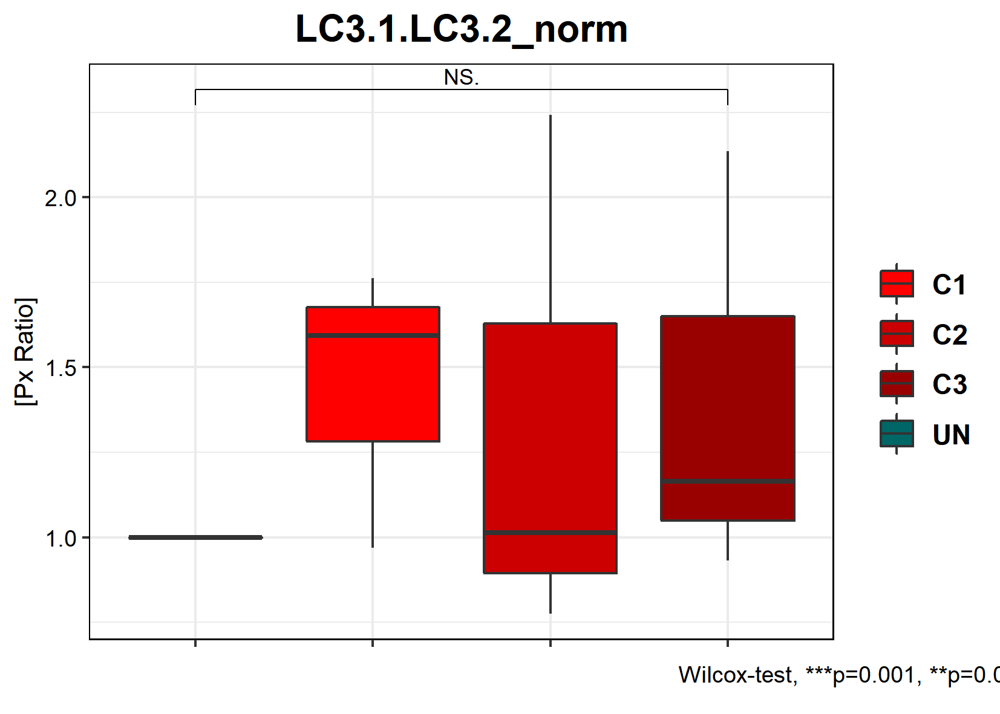 LC3.1.LC3.2_norm
NS.
[Px Ratio]
2.0
1.5
1.0
C1
C2
C3
UN
Wilcox-test, ***p=0.001, **p=0.0